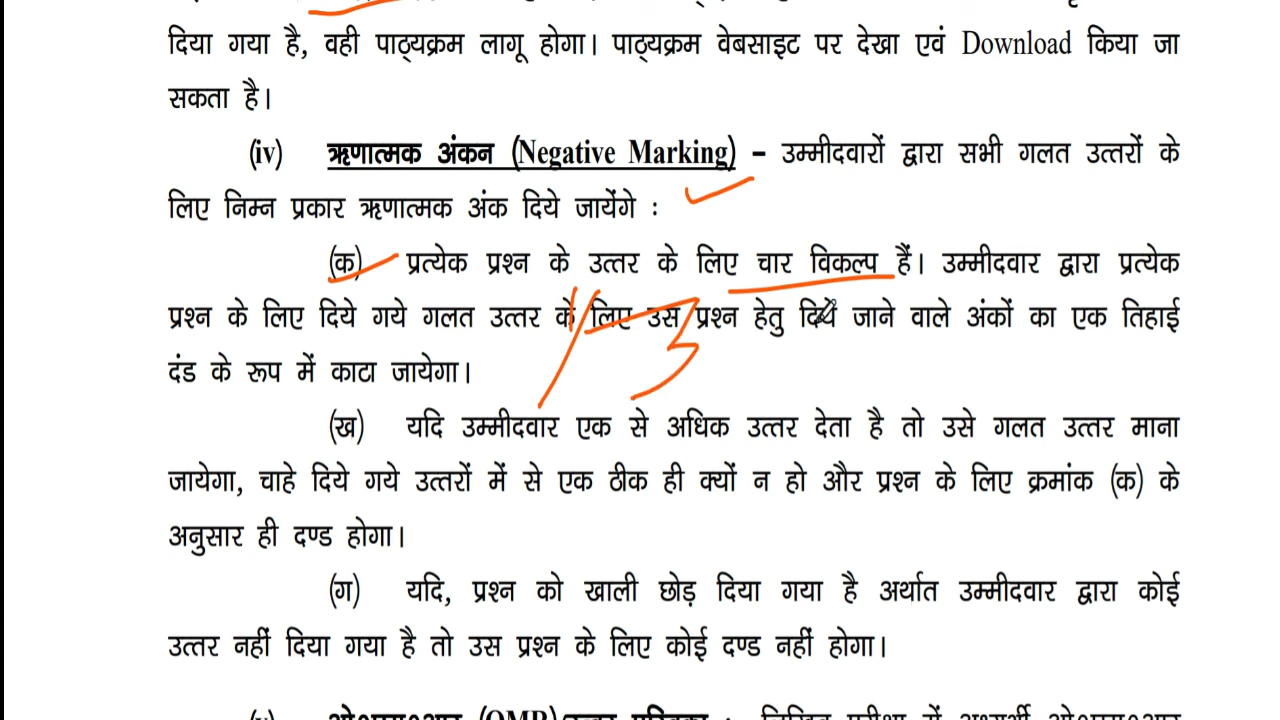 दिया गया है, वही पाठ्यक्रम लागू होगा। पाठ्यक्रम वेबसाइट पर देखा एवं Download किया जा
सकता है।
(iv) ऋणात्मक अंकन (Negative Marking) – उम्मीदवारों द्वारा सभी गलत उत्तरों के
लिए निम्न प्रकार ऋणात्मक अंक दिये जायेंगे :
(क) प्रत्येक प्रश्न के उत्तर के लिए चार विकल्प हैं। उम्मीदवार द्वारा प्रत्येक
प्रश्न के लिए दिये गये गलत उत्तर के लिए उस प्रश्न हेतु दिये जाने वाले अंकों का एक तिहाई
दंड के रूप में काटा जायेगा।
1/3
(ख) यदि उम्मीदवार एक से अधिक उत्तर देता है तो उसे गलत उत्तर माना
जायेगा, चाहे दिये गये उत्तरों में से एक ठीक ही क्यों न हो और प्रश्न के लिए क्रमांक (क) के
अनुसार ही दण्ड होगा।
(ग) यदि, प्रश्न को खाली छोड़ दिया गया है अर्थात उम्मीदवार द्वारा कोई
उत्तर नहीं दिया गया है तो उस प्रश्न के लिए कोई दण्ड नहीं होगा।